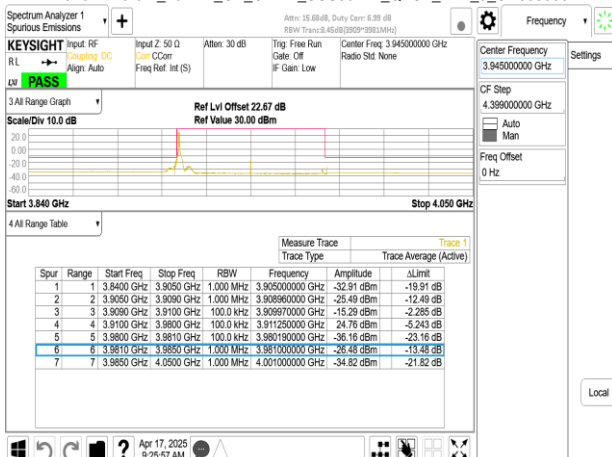 Spectrum Analyzer 1
Spurious Emissions
Attn: 15.68dB, Duty Corr: 6.99 dB
RBW Trans:8.45dB(3909~3981MHz)
Frequency
KEYSIGHT
RL
LXI
PASS
Input: RF
Coupling: DC
Align: Auto
Input Z: 50 Ω
Corr CCorr
Freq Ref: Int (S)
Atten: 30 dB
Trig: Free Run
Gate: Off
IF Gain: Low
Center Freq: 3.945000000 GHz
Radio Std: None
Center Frequency
3.945000000 GHz
Settings
CF Step
4.399000000 GHz
Auto
Man
Freq Offset
0 Hz
3 All Range Graph
Scale/Div 10.0 dB
Ref Lvl Offset 22.67 dB
Ref Value 30.00 dBm
20.0
0.00
-20.0
-40.0
-60.0
Start 3.840 GHz
Stop 4.050 GHz
4 All Range Table
Measure Trace Trace 1
Trace Type Trace Average (Active)
Spur Range Start Freq Stop Freq RBW Frequency Amplitude ΔLimit
1 1 3.8400 GHz 3.9050 GHz 1.000 MHz 3.905000000 GHz -32.91 dBm -19.91 dB
2 2 3.9050 GHz 3.9090 GHz 1.000 MHz 3.908960000 GHz -25.49 dBm -12.49 dB
3 3 3.9090 GHz 3.9100 GHz 100.0 kHz 3.909970000 GHz -15.29 dBm -2.285 dB
4 4 3.9100 GHz 3.9800 GHz 100.0 kHz 3.911250000 GHz 24.76 dBm -5.243 dB
5 5 3.9800 GHz 3.9810 GHz 100.0 kHz 3.980190000 GHz -36.16 dBm -23.16 dB
6 6 3.9810 GHz 3.9850 GHz 1.000 MHz 3.981000000 GHz -26.48 dBm -13.48 dB
7 7 3.9850 GHz 4.0500 GHz 1.000 MHz 4.001000000 GHz -34.82 dBm -21.82 dB
Local
Apr 17, 2025
9:25:57 AM